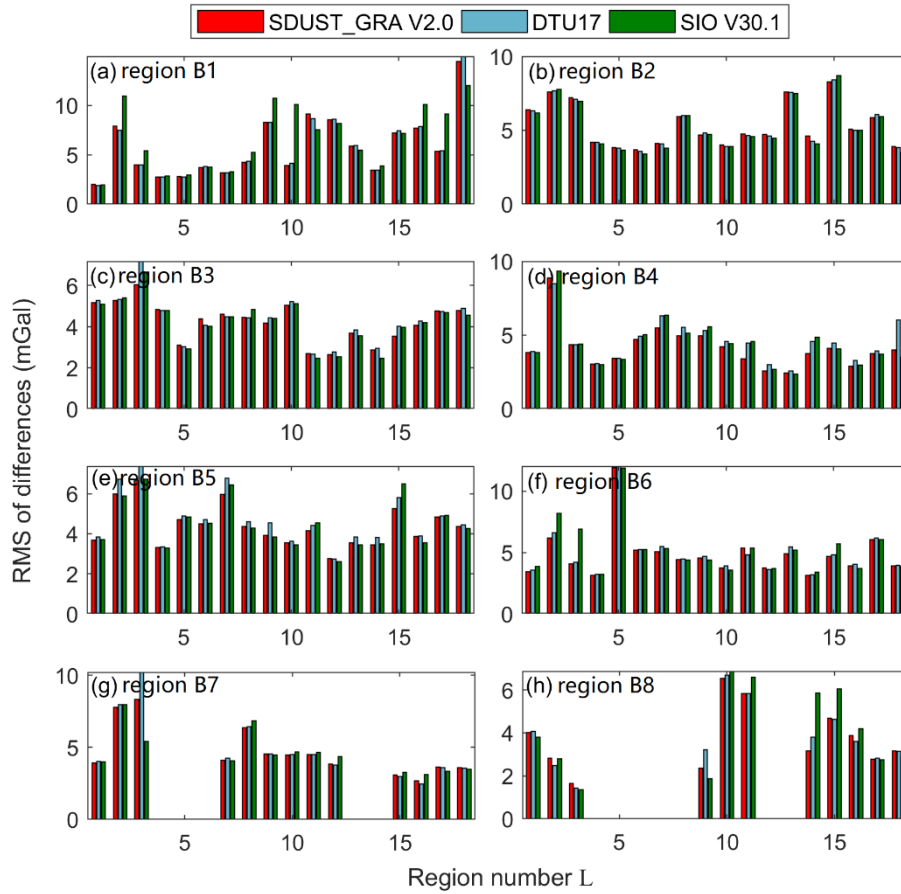 SDUST_GRA V2.0 DTU17 SIO V30.1
(a) region B1
(b) region B2
10
5
0
5 10 15
10
5
0
5 10 15
(c) region B3
(d) region B4
6
4
2
0
5 10 15
10
5
0
5 10 15
(e) region B5
(f) region B6
6
4
2
0
5 10 15
10
5
0
5 10 15
(g) region B7
(h) region B8
10
5
0
5 10 15
6
4
2
0
5 10 15
RMS of differences (mGal)
Region number L